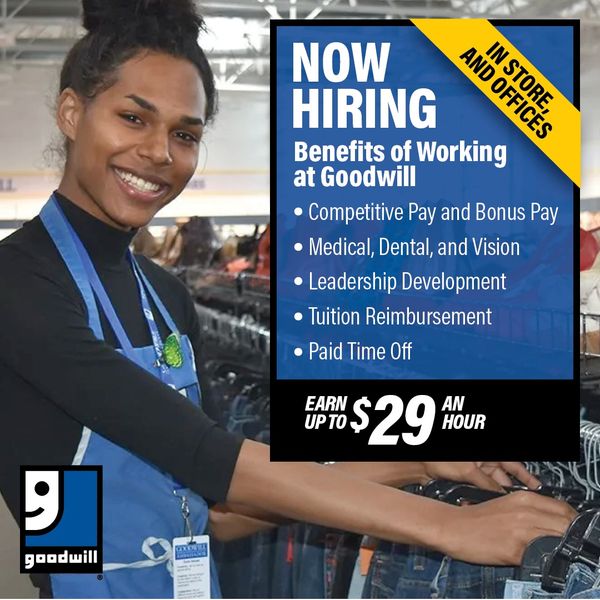 IN STORE,
AND OFFICES
NOW
HIRING
Benefits of Working
at Goodwill
• Competitive Pay and Bonus Pay
• Medical, Dental, and Vision
• Leadership Development
• Tuition Reimbursement
• Paid Time Off
EARN
UP TO $29 AN
HOUR
g
goodwill®
GOODWILL